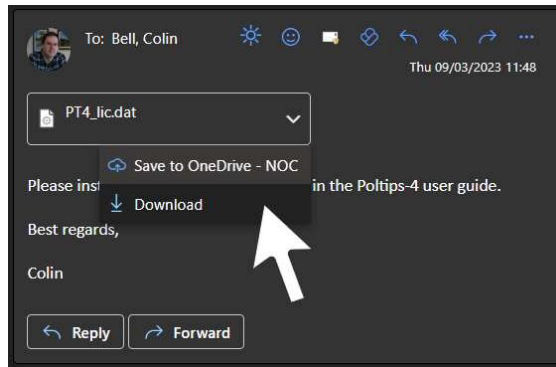 To: Bell, Colin
Thu 09/03/2023 11:48
PT4_lic.dat
Save to OneDrive - NOC
Please inst in the Poltips-4 user guide.
Download
Best regards,
Colin
Reply Forward